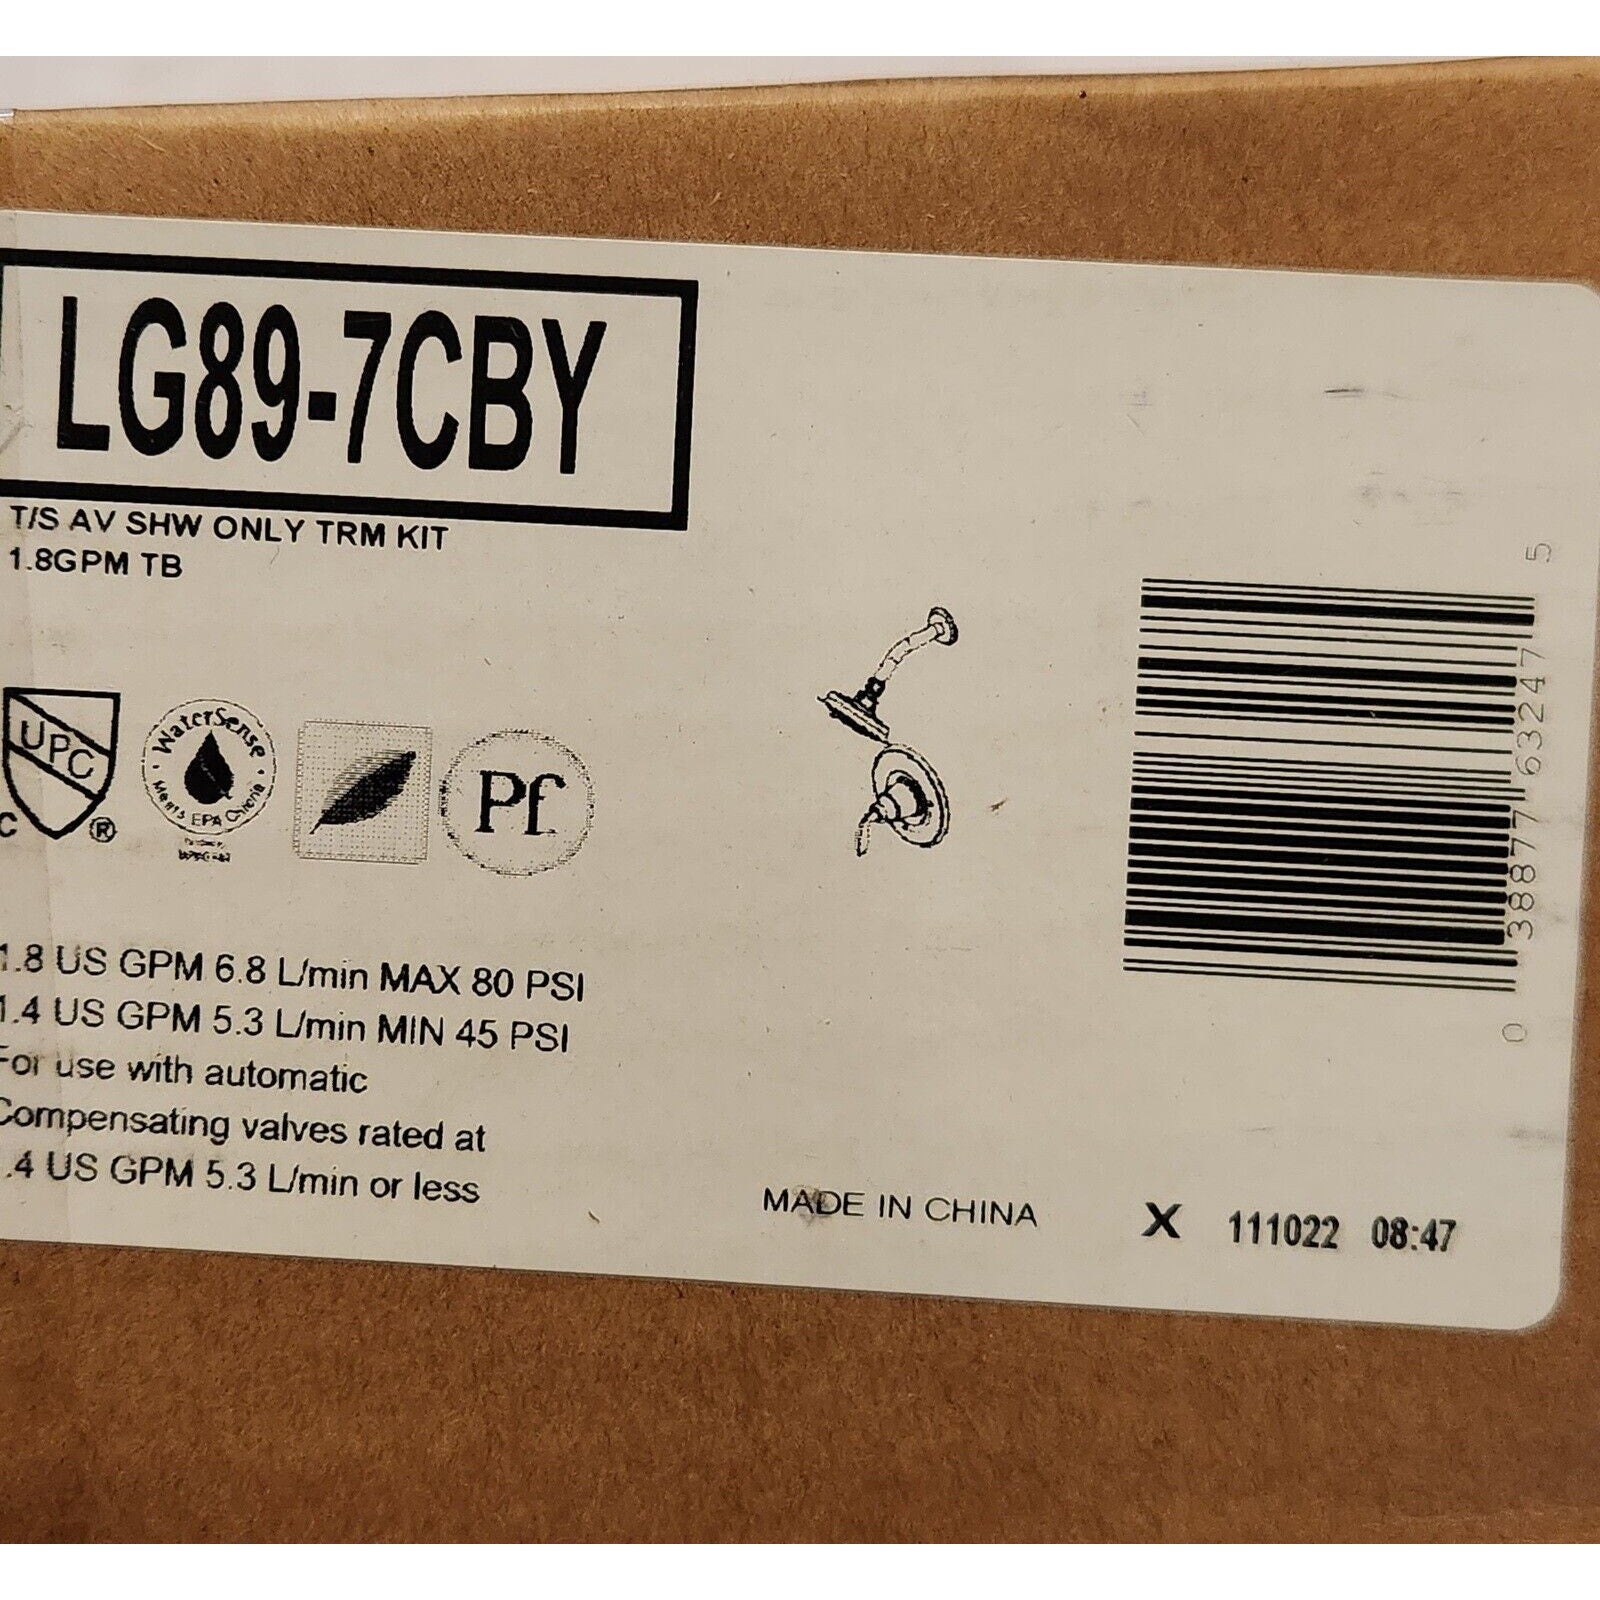 LG89-7CBY
T/S AV SHW ONLY TRM KIT
1.8GPM TB
UPC
C ®
WaterSense
Meets EPA Criteria
Pf
1.8 US GPM 6.8 L/min MAX 80 PSI
1.4 US GPM 5.3 L/min MIN 45 PSI
For use with automatic
Compensating valves rated at
.4 US GPM 5.3 L/min or less
0 38877 63247 5
MADE IN CHINA
X 111022 08:47